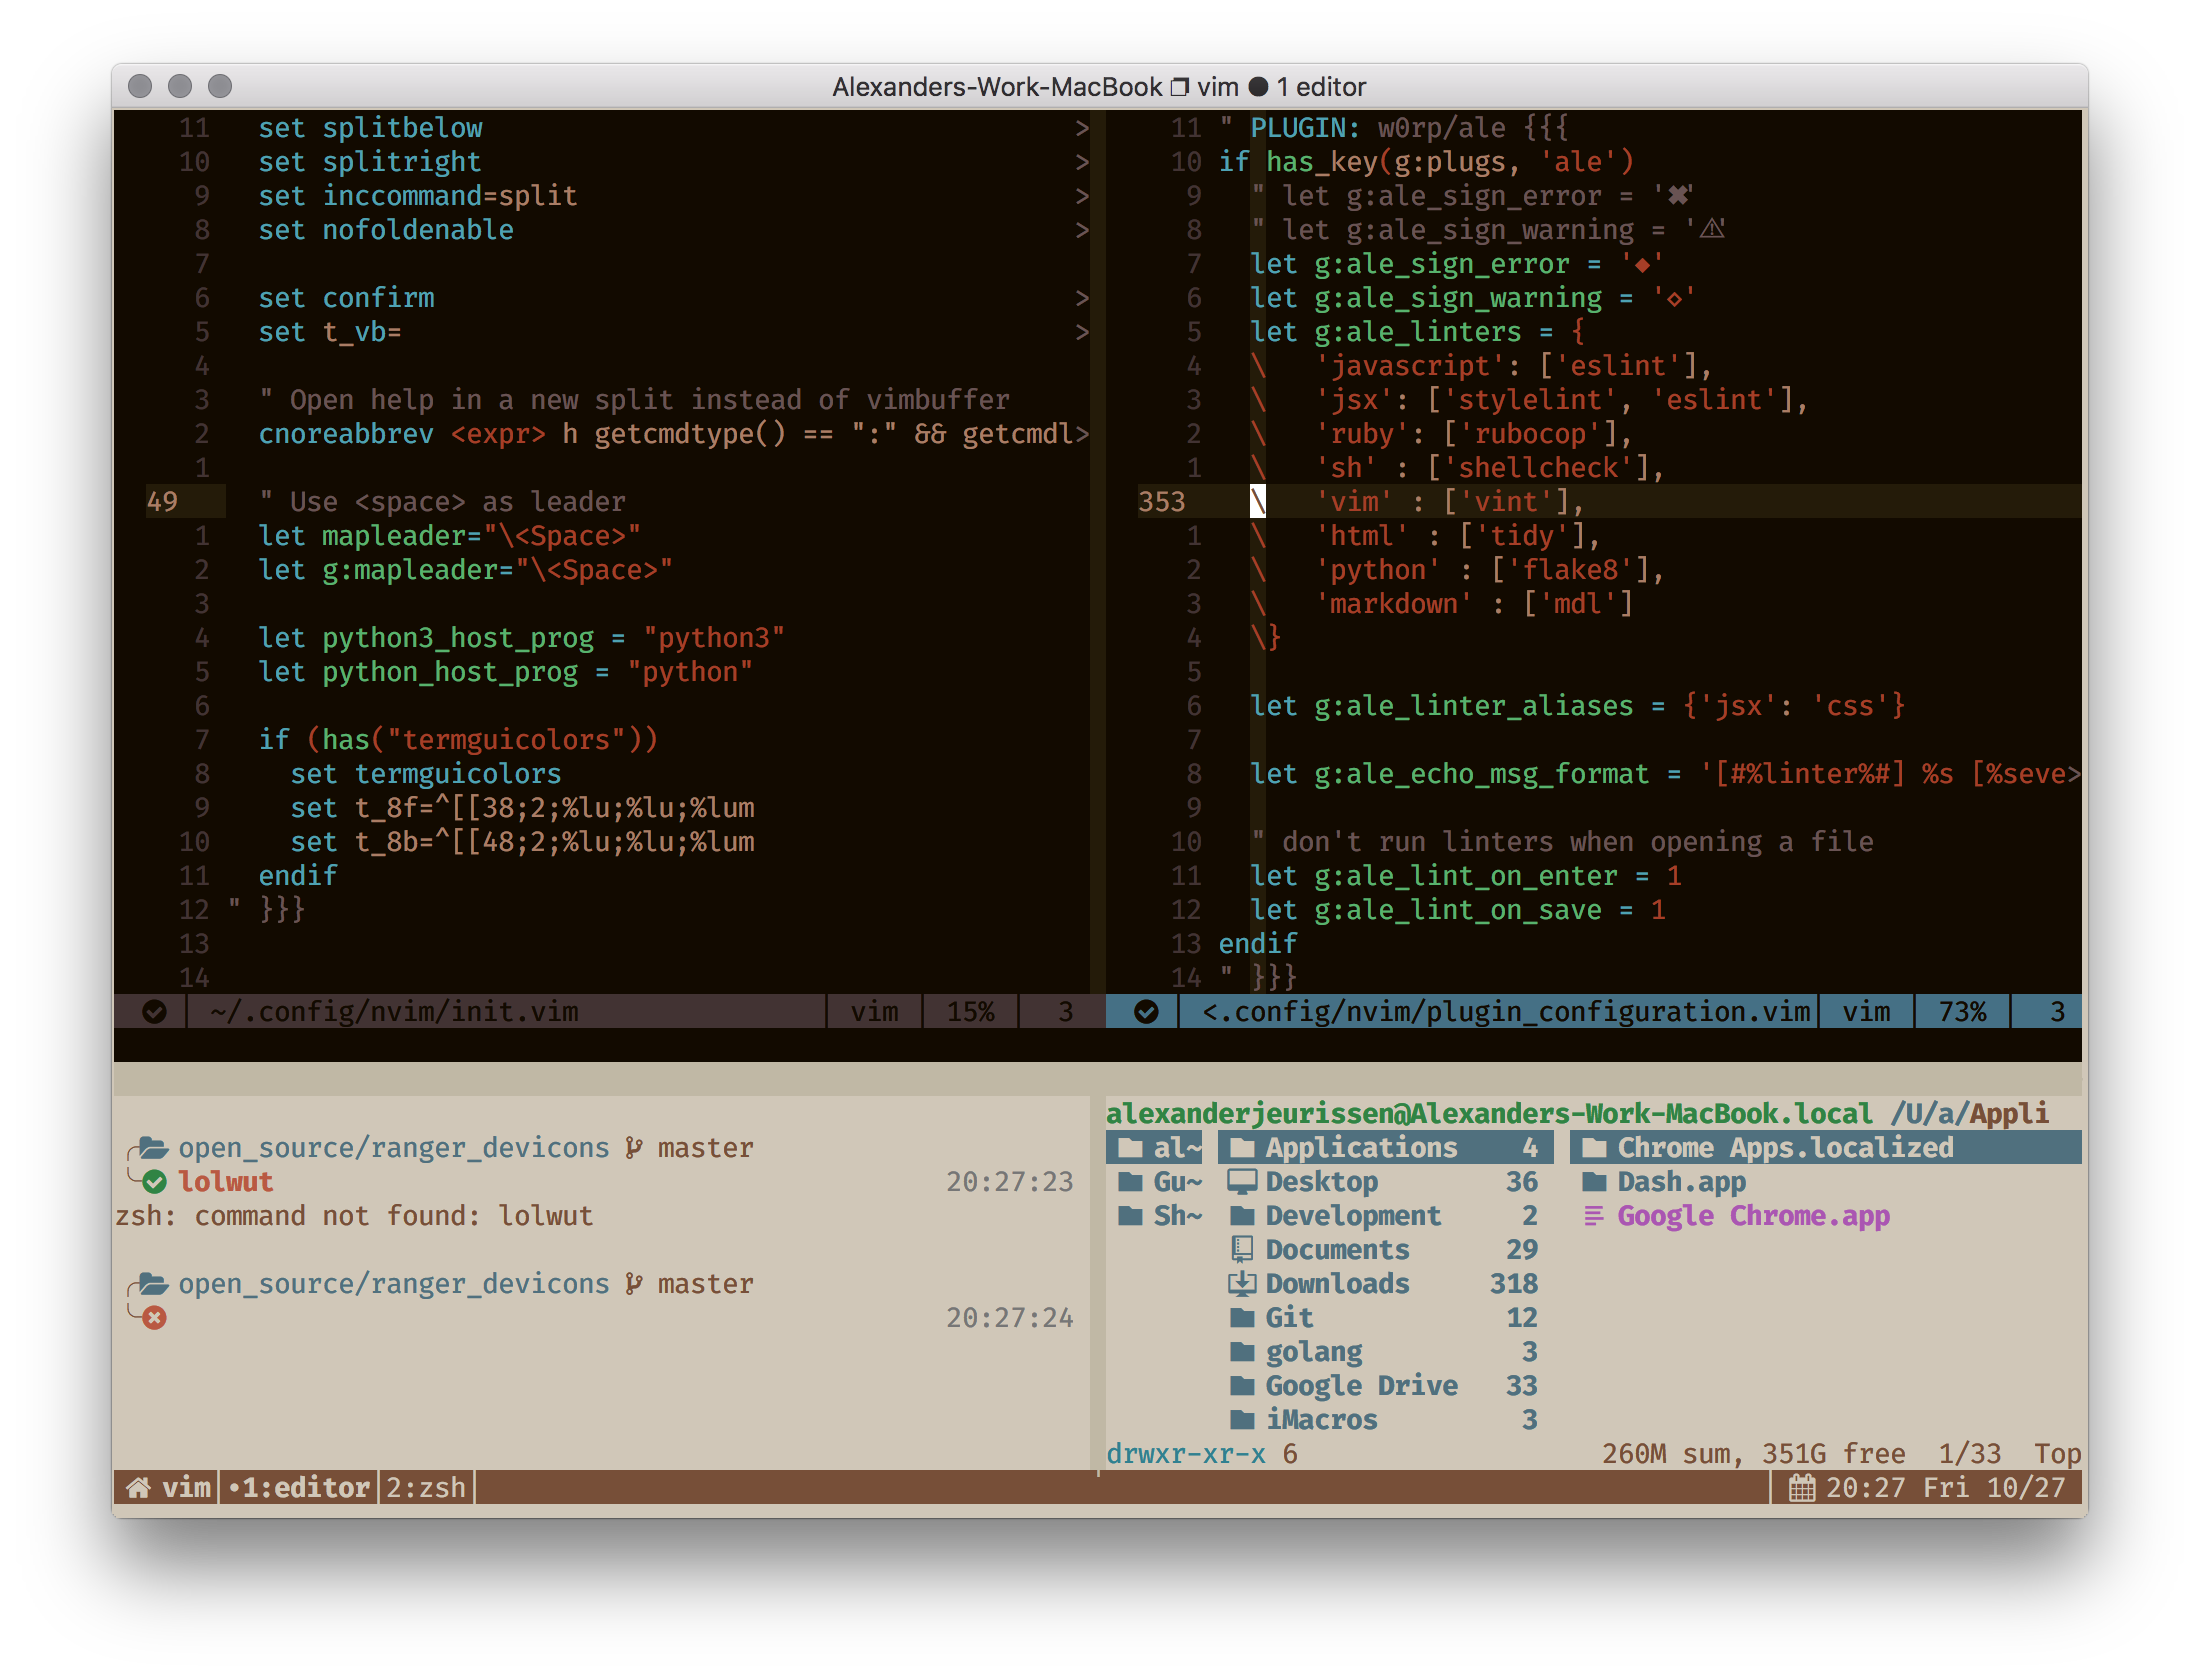 Alexanders-Work-MacBook ❐ vim ● 1 editor
11 set splitbelow >
10 set splitright >
9 set inccommand=split >
8 set nofoldenable >
7
6 set confirm >
5 set t_vb= >
4
3 " Open help in a new split instead of vimbuffer
2 cnoreabbrev <expr> h getcmdtype() == ":" && getcmdl>
1
49 " Use <space> as leader
1 let mapleader="\<Space>"
2 let g:mapleader="\<Space>"
3
4 let python3_host_prog = "python3"
5 let python_host_prog = "python"
6
7 if (has("termguicolors"))
8 set termguicolors
9 set t_8f=^[[38;2;%lu;%lu;%lum
10 set t_8b=^[[48;2;%lu;%lu;%lum
11 endif
12 " }}}
13
14
~/.config/nvim/init.vim vim 15% 3
11 " PLUGIN: w0rp/ale {{{
10 if has_key(g:plugs, 'ale')
9 " let g:ale_sign_error = '✖'
8 " let g:ale_sign_warning = '⚠'
7 let g:ale_sign_error = '◆'
6 let g:ale_sign_warning = '⋄'
5 let g:ale_linters = {
4 \ 'javascript': ['eslint'],
3 \ 'jsx': ['stylelint', 'eslint'],
2 \ 'ruby': ['rubocop'],
1 \ 'sh' : ['shellcheck'],
353 \ 'vim' : ['vint'],
1 \ 'html' : ['tidy'],
2 \ 'python' : ['flake8'],
3 \ 'markdown' : ['mdl']
4 \}
5
6 let g:ale_linter_aliases = {'jsx': 'css'}
7
8 let g:ale_echo_msg_format = '[#%linter%#] %s [%seve>
9
10 " don't run linters when opening a file
11 let g:ale_lint_on_enter = 1
12 let g:ale_lint_on_save = 1
13 endif
14 " }}}
<.config/nvim/plugin_configuration.vim vim 73% 3
open_source/ranger_devicons master
lolwut 20:27:23
zsh: command not found: lolwut
open_source/ranger_devicons master
20:27:24
alexanderjeurissen@Alexanders-Work-MacBook.local /U/a/Appli
al~ Applications 4 Chrome Apps.localized
Gu~ Desktop 36 Dash.app
Sh~ Development 2 Google Chrome.app
Documents 29
Downloads 318
Git 12
golang 3
Google Drive 33
iMacros 3
drwxr-xr-x 6 260M sum, 351G free 1/33 Top
vim •1:editor 2:zsh 20:27 Fri 10/27